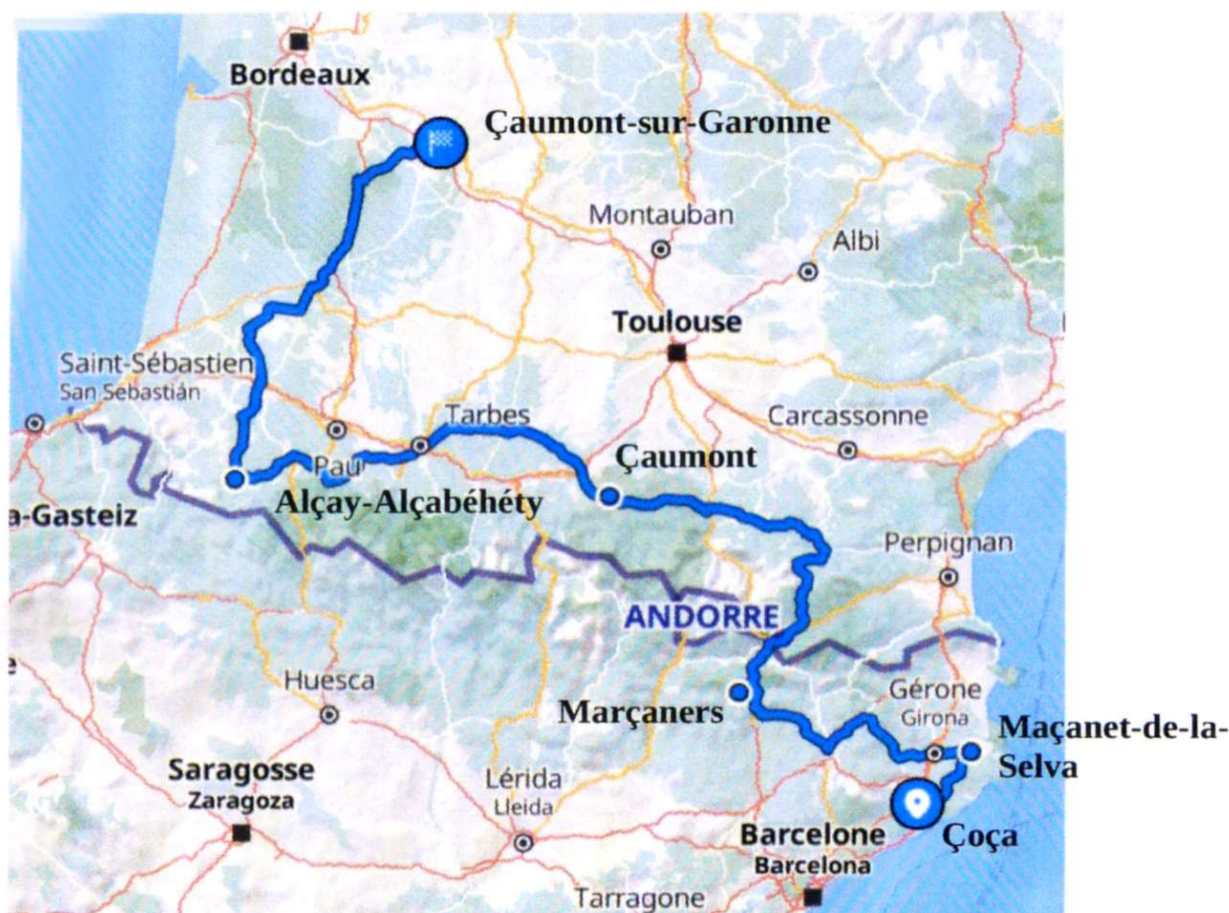 Bordeaux
Çaumont-sur-Garonne
Montauban
Albi
Toulouse
Saint-Sébastien
San Sebastián
Tarbes
Carcassonne
Pau
Çaumont
Alçay-Alçabéhéty
a-Gasteiz
Perpignan
ANDORRE
e
Huesca
Marçaners
Gérone
Girona
Maçanet-de-la-
Selva
Saragosse
Zaragoza
Lérida
Lleida
Barcelone
Barcelona
Çoça
Tarragone